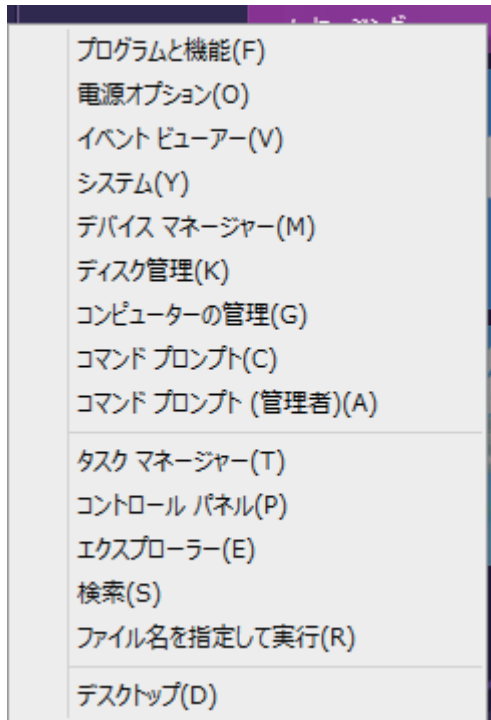 プログラムと機能(F)
電源オプション(O)
イベント ビューアー(V)
システム(Y)
デバイス マネージャー(M)
ディスク管理(K)
コンピューターの管理(G)
コマンド プロンプト(C)
コマンド プロンプト (管理者)(A)
タスク マネージャー(T)
コントロール パネル(P)
エクスプローラー(E)
検索(S)
ファイル名を指定して実行(R)
デスクトップ(D)